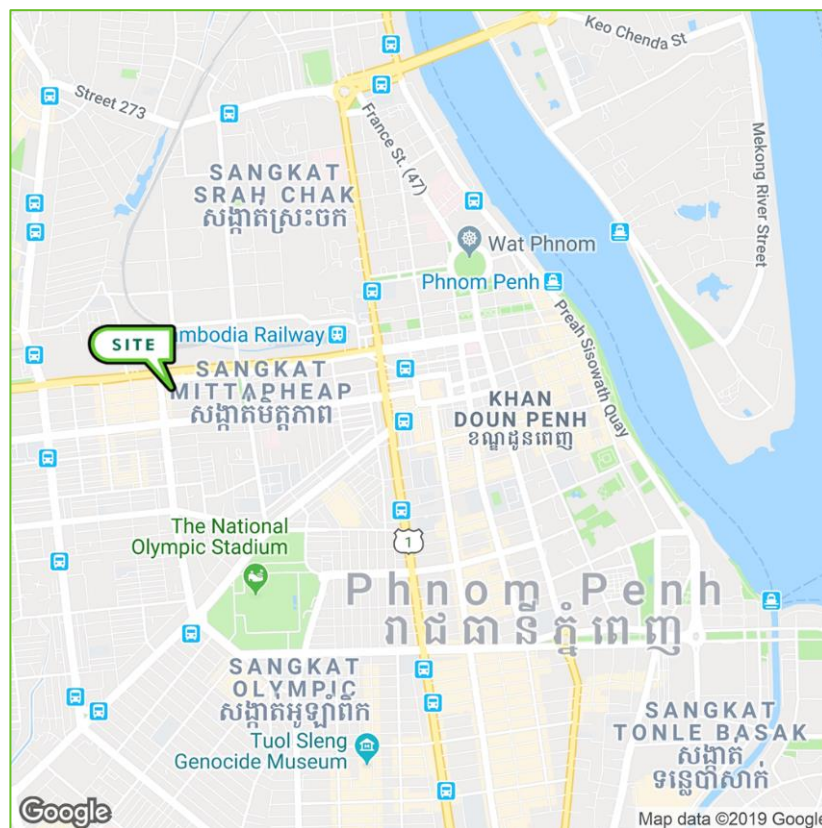 Keo Chenda St
Street 273
France St. (47)
Mekong River Street
SANGKAT
SRAH CHAK
សង្កាត់ស្រះចក
Wat Phnom
Phnom Penh
Preah Sisowath Quay
SITE
ambodia Railway
SANGKAT
MITTAPHEAP
សង្កាត់មិត្តភាព
KHAN
DOUN PENH
ខណ្ឌដូនពេញ
The National
Olympic Stadium
1
Phnom Penh
រាជធានីភ្នំពេញ
SANGKAT
OLYMPIC
សង្កាត់អូឡាំពិក
Tuol Sleng
Genocide Museum
SANGKAT
TONLE BASAK
សង្កាត់
ទន្លេបាសាក់
Google
Map data ©2019 Google